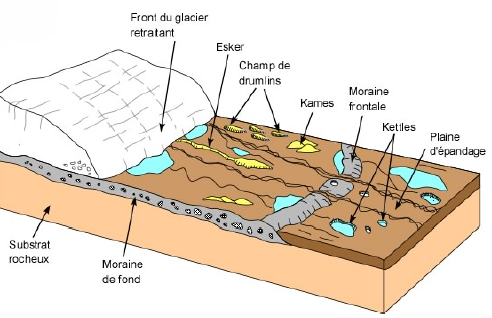 Front du glacier
retraitant
Esker
Champ de
drumlins
Kames
Moraine
frontale
Kettles
Plaine
d'épandage
Substrat
rocheux
Moraine
de fond